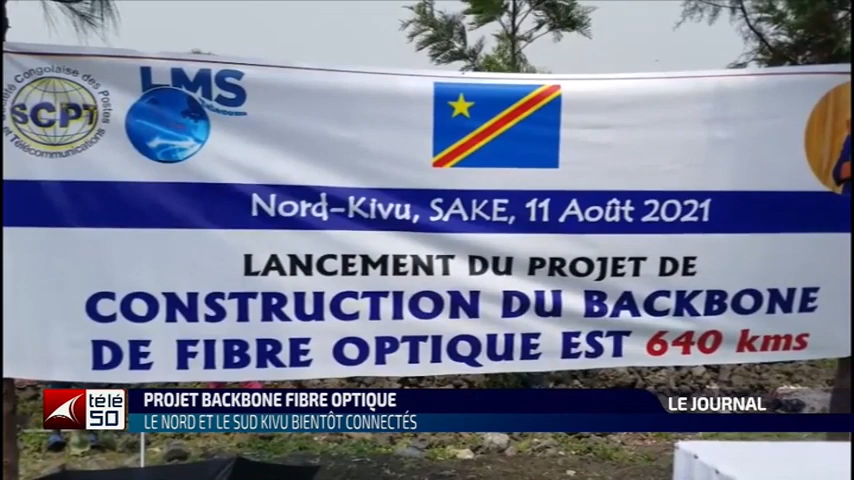 Société Congolaise des Postes
SCPT
et Télécommunications
LMS
Nord-Kivu, SAKE, 11 Août 2021
LANCEMENT DU PROJET DE
CONSTRUCTION DU BACKBONE
DE FIBRE OPTIQUE EST 640 kms
télé
50
PROJET BACKBONE FIBRE OPTIQUE
LE NORD ET LE SUD KIVU BIENTÔT CONNECTÉS
LE JOURNAL